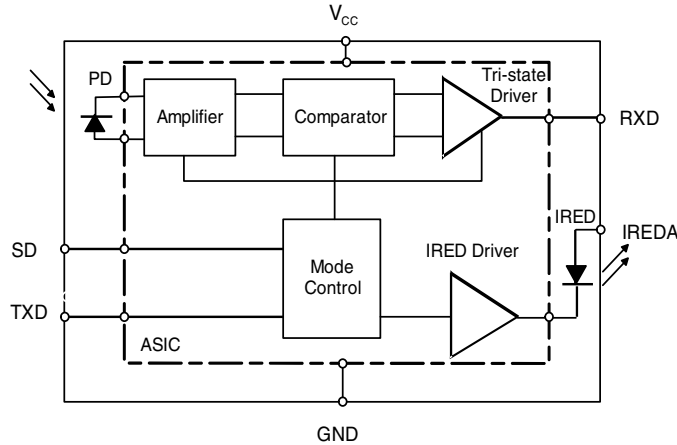 VCC
PD
Tri-state
Driver
Amplifier
Comparator
RXD
SD
IRED
IREDA
IRED Driver
Mode
Control
TXD
ASIC
GND